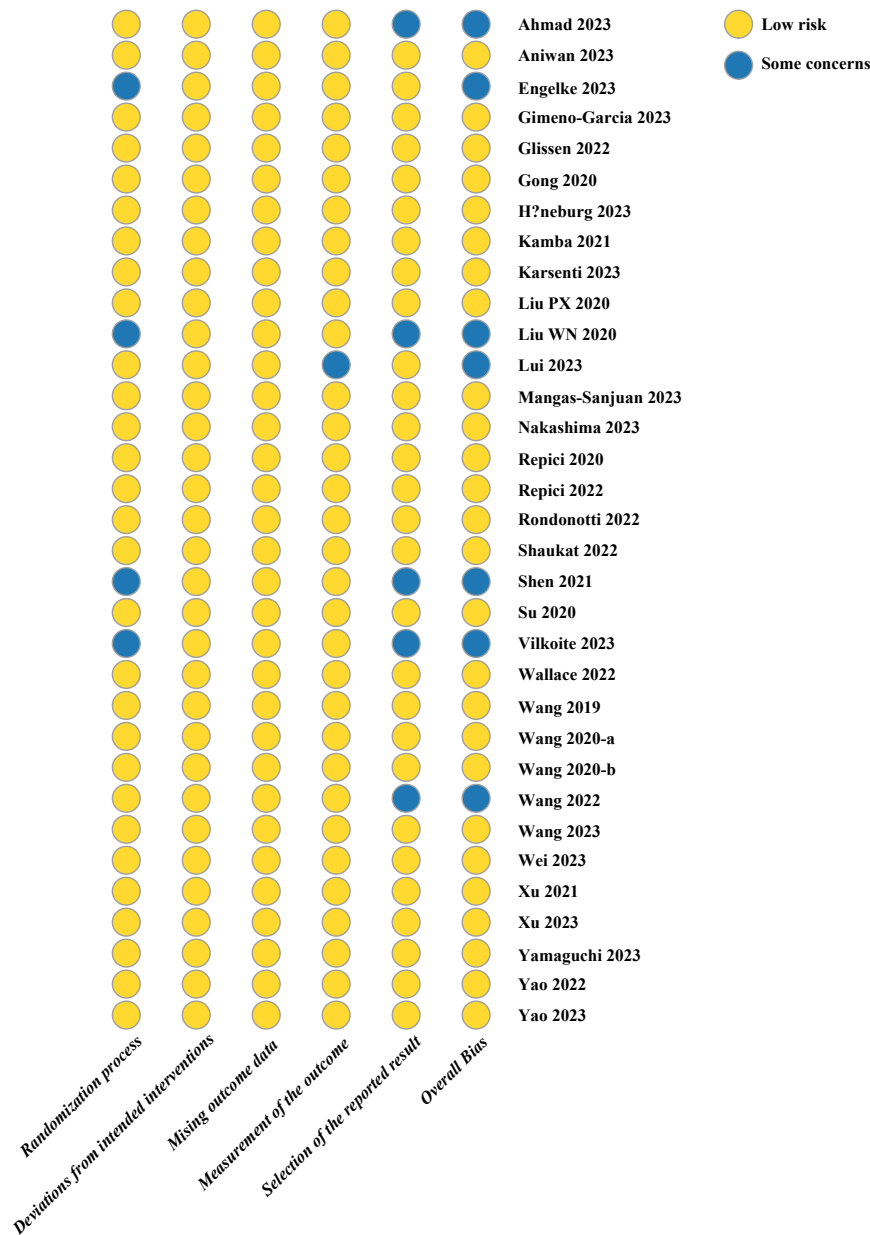 Low risk
Some concerns
Ahmad 2023
Aniwan 2023
Engelke 2023
Gimeno-Garcia 2023
Glissen 2022
Gong 2020
H?neburg 2023
Kamba 2021
Karsenti 2023
Liu PX 2020
Liu WN 2020
Lui 2023
Mangas-Sanjuan 2023
Nakashima 2023
Repici 2020
Repici 2022
Rondonotti 2022
Shaukat 2022
Shen 2021
Su 2020
Vilkoite 2023
Wallace 2022
Wang 2019
Wang 2020-a
Wang 2020-b
Wang 2022
Wang 2023
Wei 2023
Xu 2021
Xu 2023
Yamaguchi 2023
Yao 2022
Yao 2023
Randomization process
Deviations from intended interventions
Mising outcome data
Measurement of the outcome
Selection of the reported result
Overall Bias